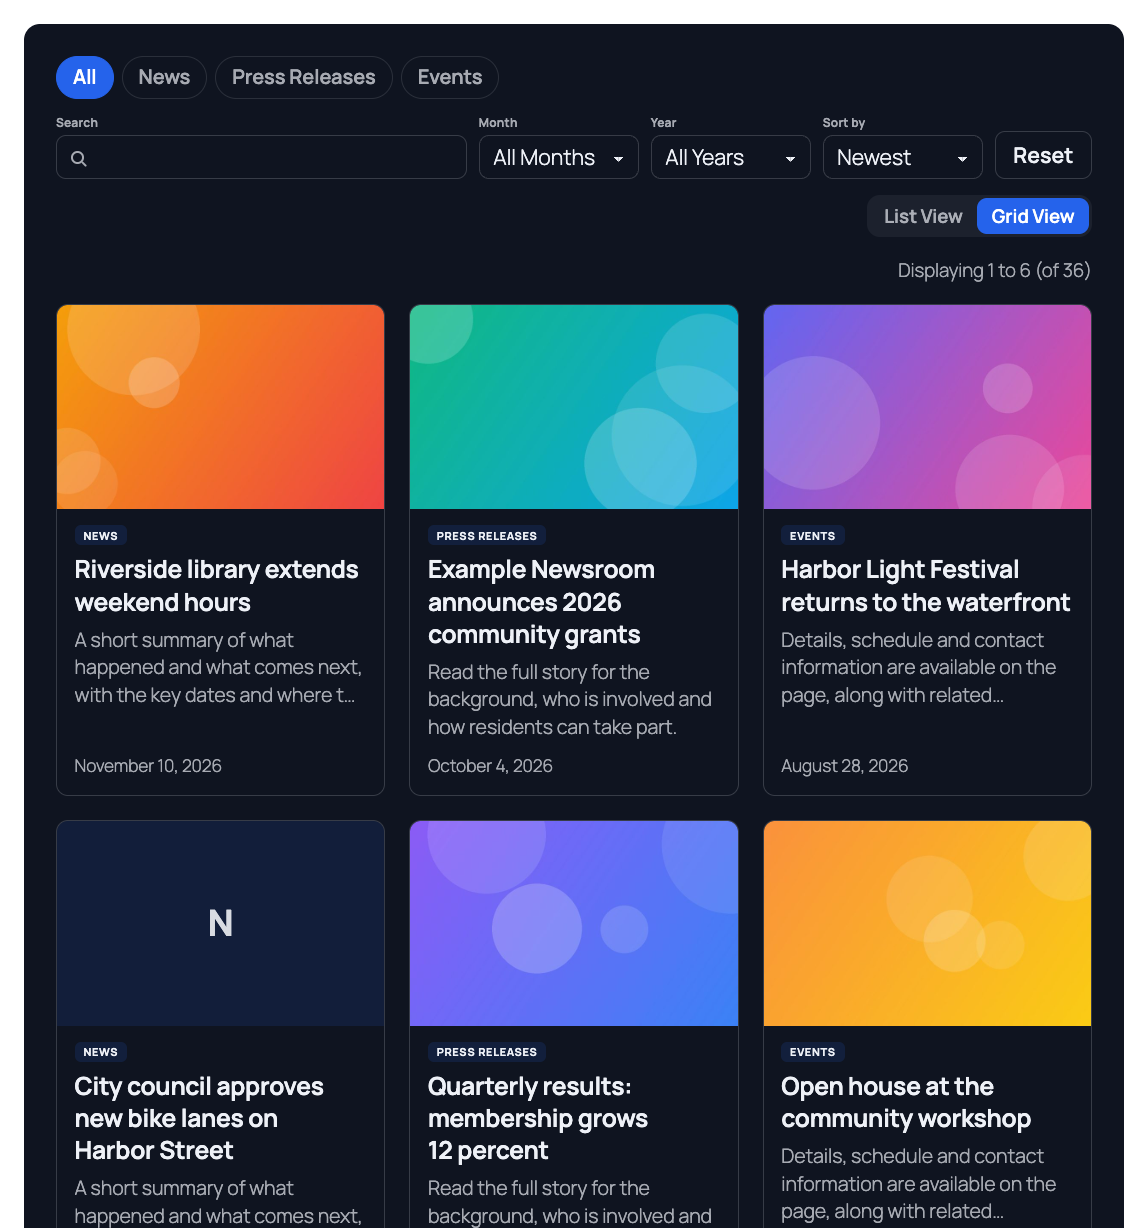 All
News
Press Releases
Events
Search
Month
Year
Sort by
All Months
All Years
Newest
Reset
List View
Grid View
Displaying 1 to 6 (of 36)
NEWS
Riverside library extends
weekend hours
A short summary of what
happened and what comes next,
with the key dates and where t...
November 10, 2026
PRESS RELEASES
Example Newsroom
announces 2026
community grants
Read the full story for the
background, who is involved and
how residents can take part.
October 4, 2026
EVENTS
Harbor Light Festival
returns to the waterfront
Details, schedule and contact
information are available on the
page, along with related...
August 28, 2026
N
NEWS
City council approves
new bike lanes on
Harbor Street
A short summary of what
happened and what comes next,
PRESS RELEASES
Quarterly results:
membership grows
12 percent
Read the full story for the
background, who is involved and
EVENTS
Open house at the
community workshop
Details, schedule and contact
information are available on the
page, along with related...